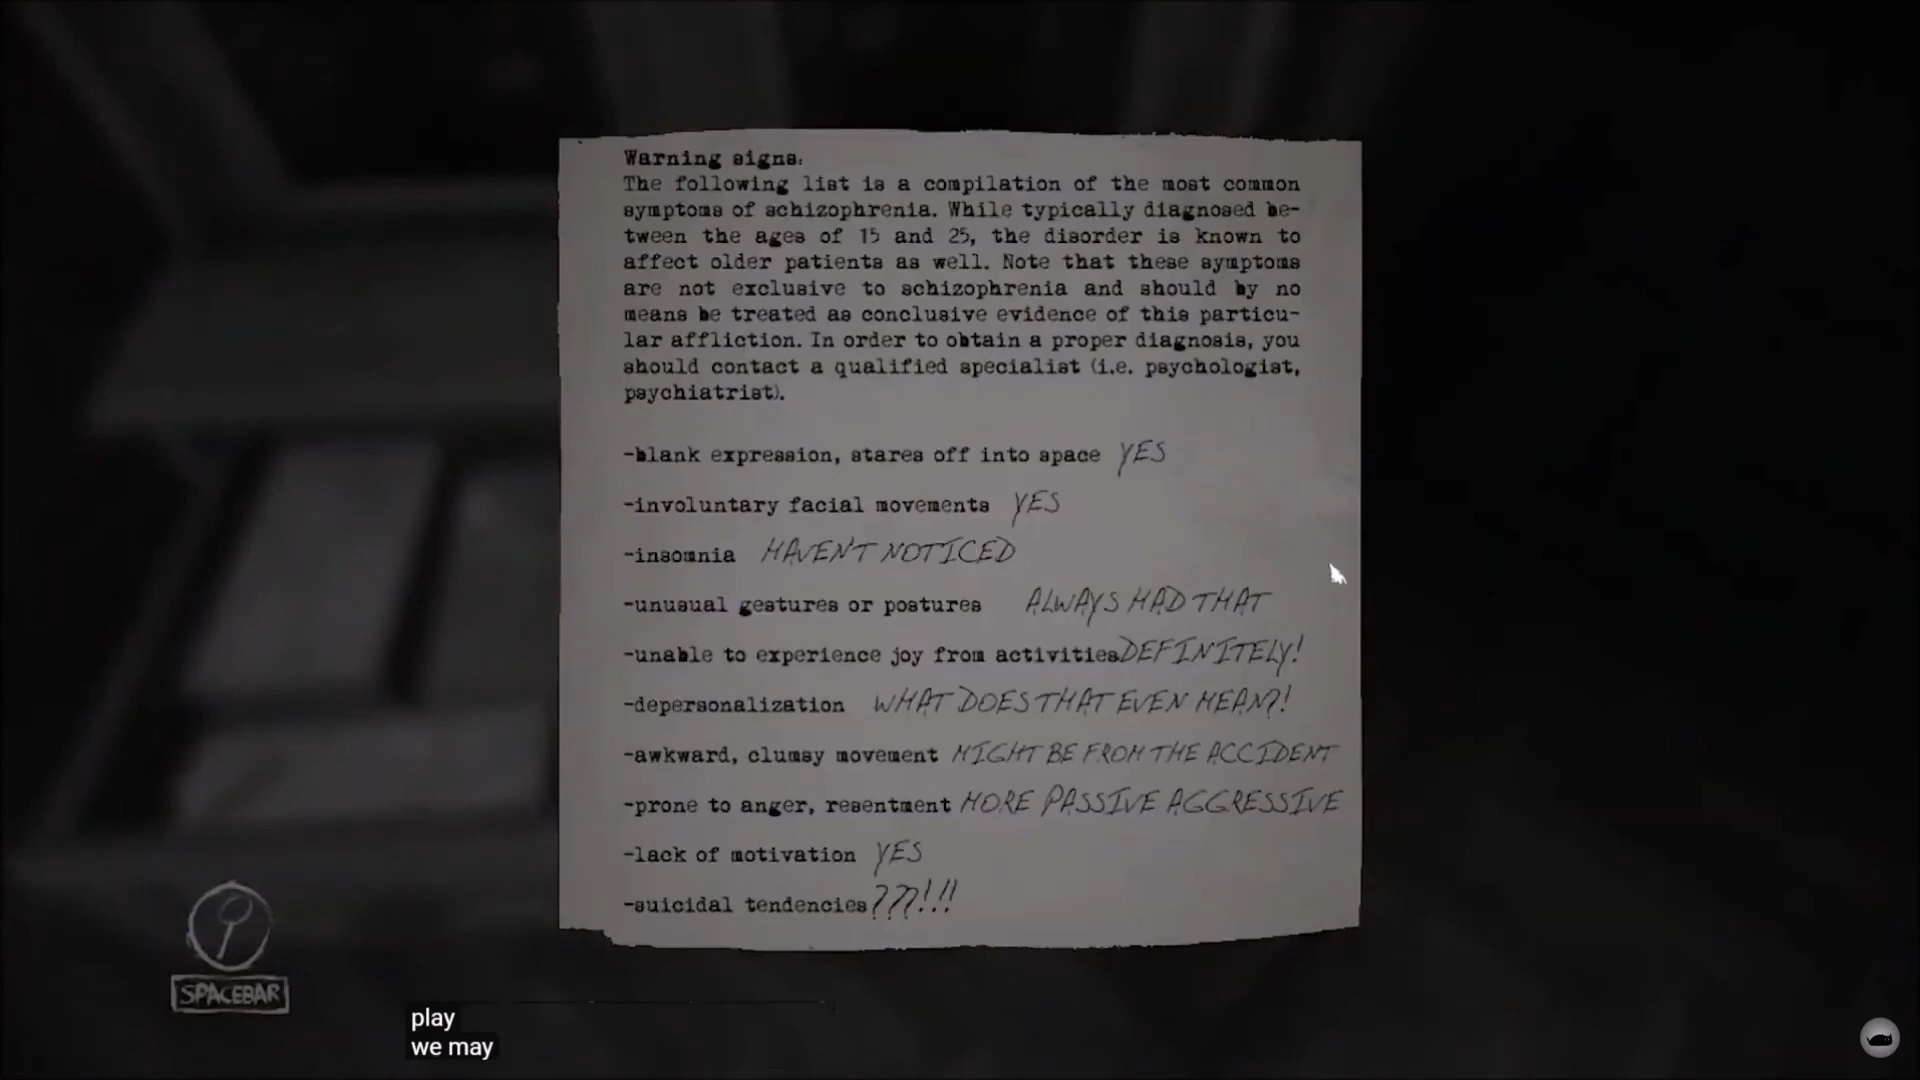 Warning signs:
The following list is a compilation of the most common
symptoms of schizophrenia. While typically diagnosed be-
tween the ages of 15 and 25, the disorder is known to
affect older patients as well. Note that these symptoms
are not exclusive to schizophrenia and should by no
means be treated as conclusive evidence of this particu-
lar affliction. In order to obtain a proper diagnosis, you
should contact a qualified specialist (i.e. psychologist,
psychiatrist).
-blank expression, stares off into space YES
-involuntary facial movements YES
-insomnia HAVEN'T NOTICED
-unusual gestures or postures ALWAYS HAD THAT
-unable to experience joy from activities DEFINITELY!
-depersonalization WHAT DOES THAT EVEN MEAN?!
-awkward, clumsy movement MIGHT BE FROM THE ACCIDENT
-prone to anger, resentment MORE PASSIVE AGGRESSIVE
-lack of motivation YES
-suicidal tendencies ???!!!
SPACEBAR
play
we may